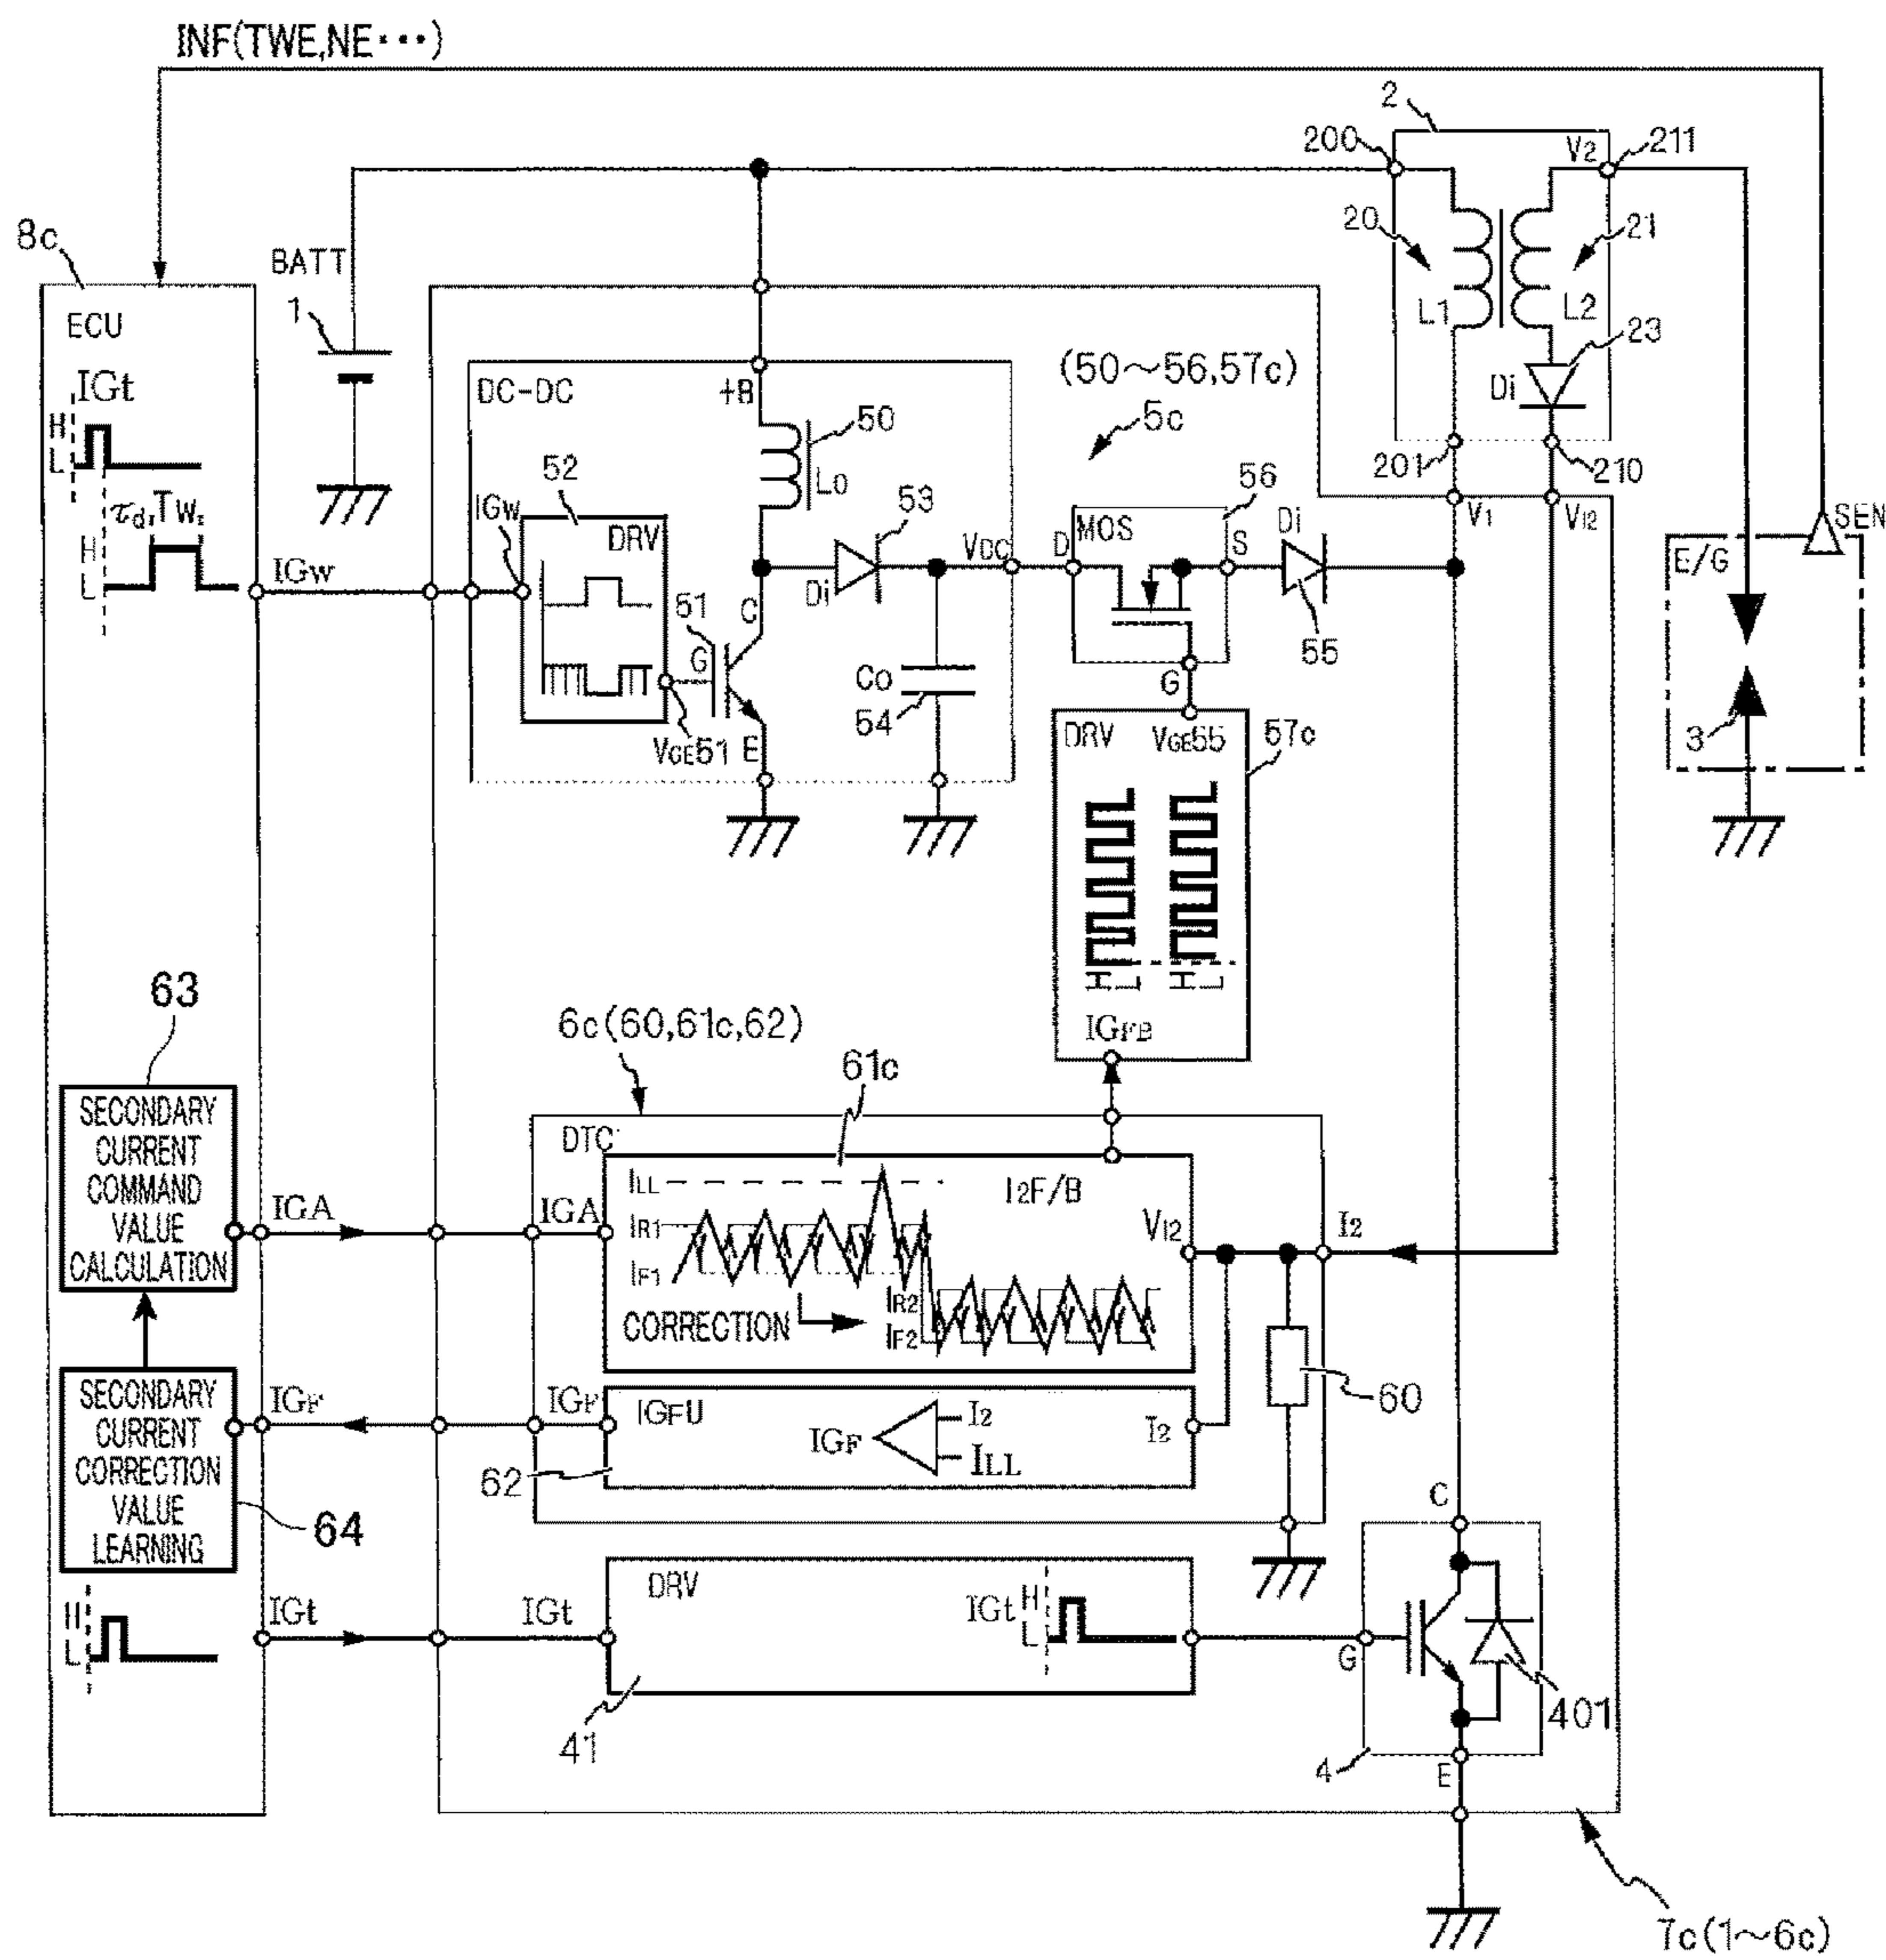 INF(TWE,NE･･･)
2
200
V2
211
8c
BATT
20
21
ECU
1
L1
L2
23
(50～56,57c)
DC-DC
+B
Di
IGt
H
L
50
5c
201
210
52
Lo
56
SEN
τd
Tw
IGw
53
V1
VI2
DRV
VDC
D
MOS
S
Di
E/G
H
L
IGw
Di
C
51
55
G
Co
G
54
3
VGE51
E
DRV
VGE55
57c
H
L
H
L
63
6c(60,61c,62)
IGFB
61c
SECONDARY
CURRENT
COMMAND
VALUE
CALCULATION
DTC
ILL
I2F/B
IGA
IGA
IR1
VI2
I2
IF1
IR2
CORRECTION
IF2
SECONDARY
CURRENT
CORRECTION
VALUE
LEARNING
IGF
IGF
IGFU
I2
I2
60
IGF
ILL
62
C
64
DRV
H
L
IGt
IGt
IGt
H
L
G
401
41
4
E
7c(1～6c)